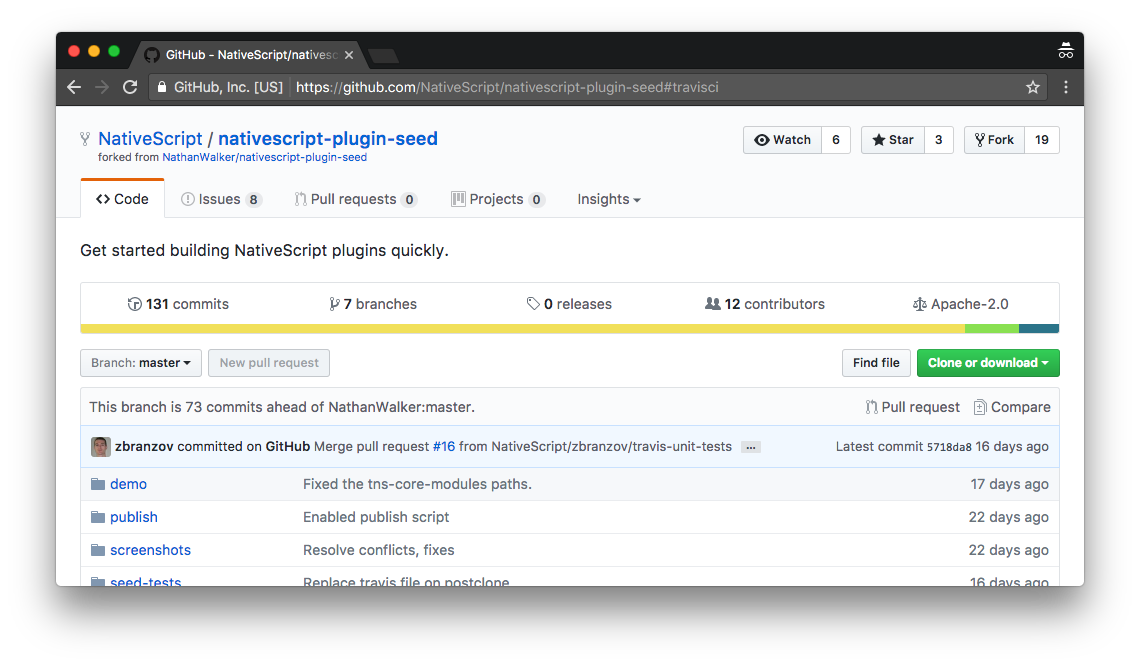 GitHub - NativeScript/natives
GitHub, Inc. [US] https://github.com/NativeScript/nativescript-plugin-seed#travisci
NativeScript / nativescript-plugin-seed
forked from NathanWalker/nativescript-plugin-seed
Watch 6 Star 3 Fork 19
Code Issues 8 Pull requests 0 Projects 0 Insights
Get started building NativeScript plugins quickly.
131 commits 7 branches 0 releases 12 contributors Apache-2.0
Branch: master New pull request Find file Clone or download
This branch is 73 commits ahead of NathanWalker:master. Pull request Compare
zbranzov committed on GitHub Merge pull request #16 from NativeScript/zbranzov/travis-unit-tests … Latest commit 5718da8 16 days ago
demo Fixed the tns-core-modules paths. 17 days ago
publish Enabled publish script 22 days ago
screenshots Resolve conflicts, fixes 22 days ago
seed-tests Replace travis file on postclone 16 days ago